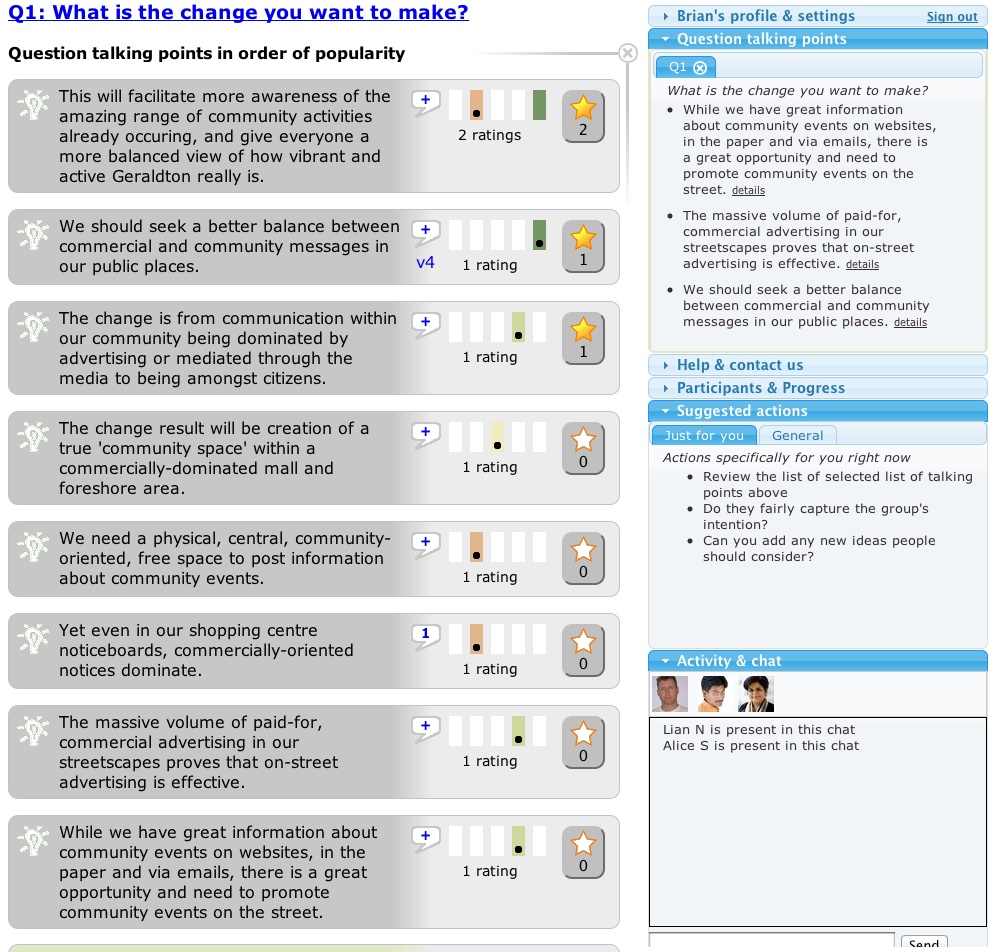 Q1: What is the change you want to make?
Question talking points in order of popularity
This will facilitate more awareness of the
amazing range of community activities
already occuring, and give everyone a
more balanced view of how vibrant and
active Geraldton really is.
+
2 ratings
2
We should seek a better balance between
commercial and community messages in
our public places.
+
v4
1 rating
1
The change is from communication within
our community being dominated by
advertising or mediated through the
media to being amongst citizens.
+
1 rating
1
The change result will be creation of a
true 'community space' within a
commercially-dominated mall and
foreshore area.
+
1 rating
0
We need a physical, central, community-
oriented, free space to post information
about community events.
+
1 rating
0
Yet even in our shopping centre
noticeboards, commercially-oriented
notices dominate.
1
1 rating
0
The massive volume of paid-for,
commercial advertising in our
streetscapes proves that on-street
advertising is effective.
+
1 rating
0
While we have great information about
community events on websites, in the
paper and via emails, there is a great
opportunity and need to promote
community events on the street.
+
1 rating
0
Brian's profile & settings Sign out
Question talking points
Q1
What is the change you want to make?
• While we have great information
about community events on websites,
in the paper and via emails, there is
a great opportunity and need to
promote community events on the
street. details
• The massive volume of paid-for,
commercial advertising in our
streetscapes proves that on-street
advertising is effective. details
• We should seek a better balance
between commercial and community
messages in our public places. details
Help & contact us
Participants & Progress
Suggested actions
Just for you General
Actions specifically for you right now
• Review the list of selected list of talking
points above
• Do they fairly capture the group's
intention?
• Can you add any new ideas people
should consider?
Activity & chat
Lian N is present in this chat
Alice S is present in this chat
Send